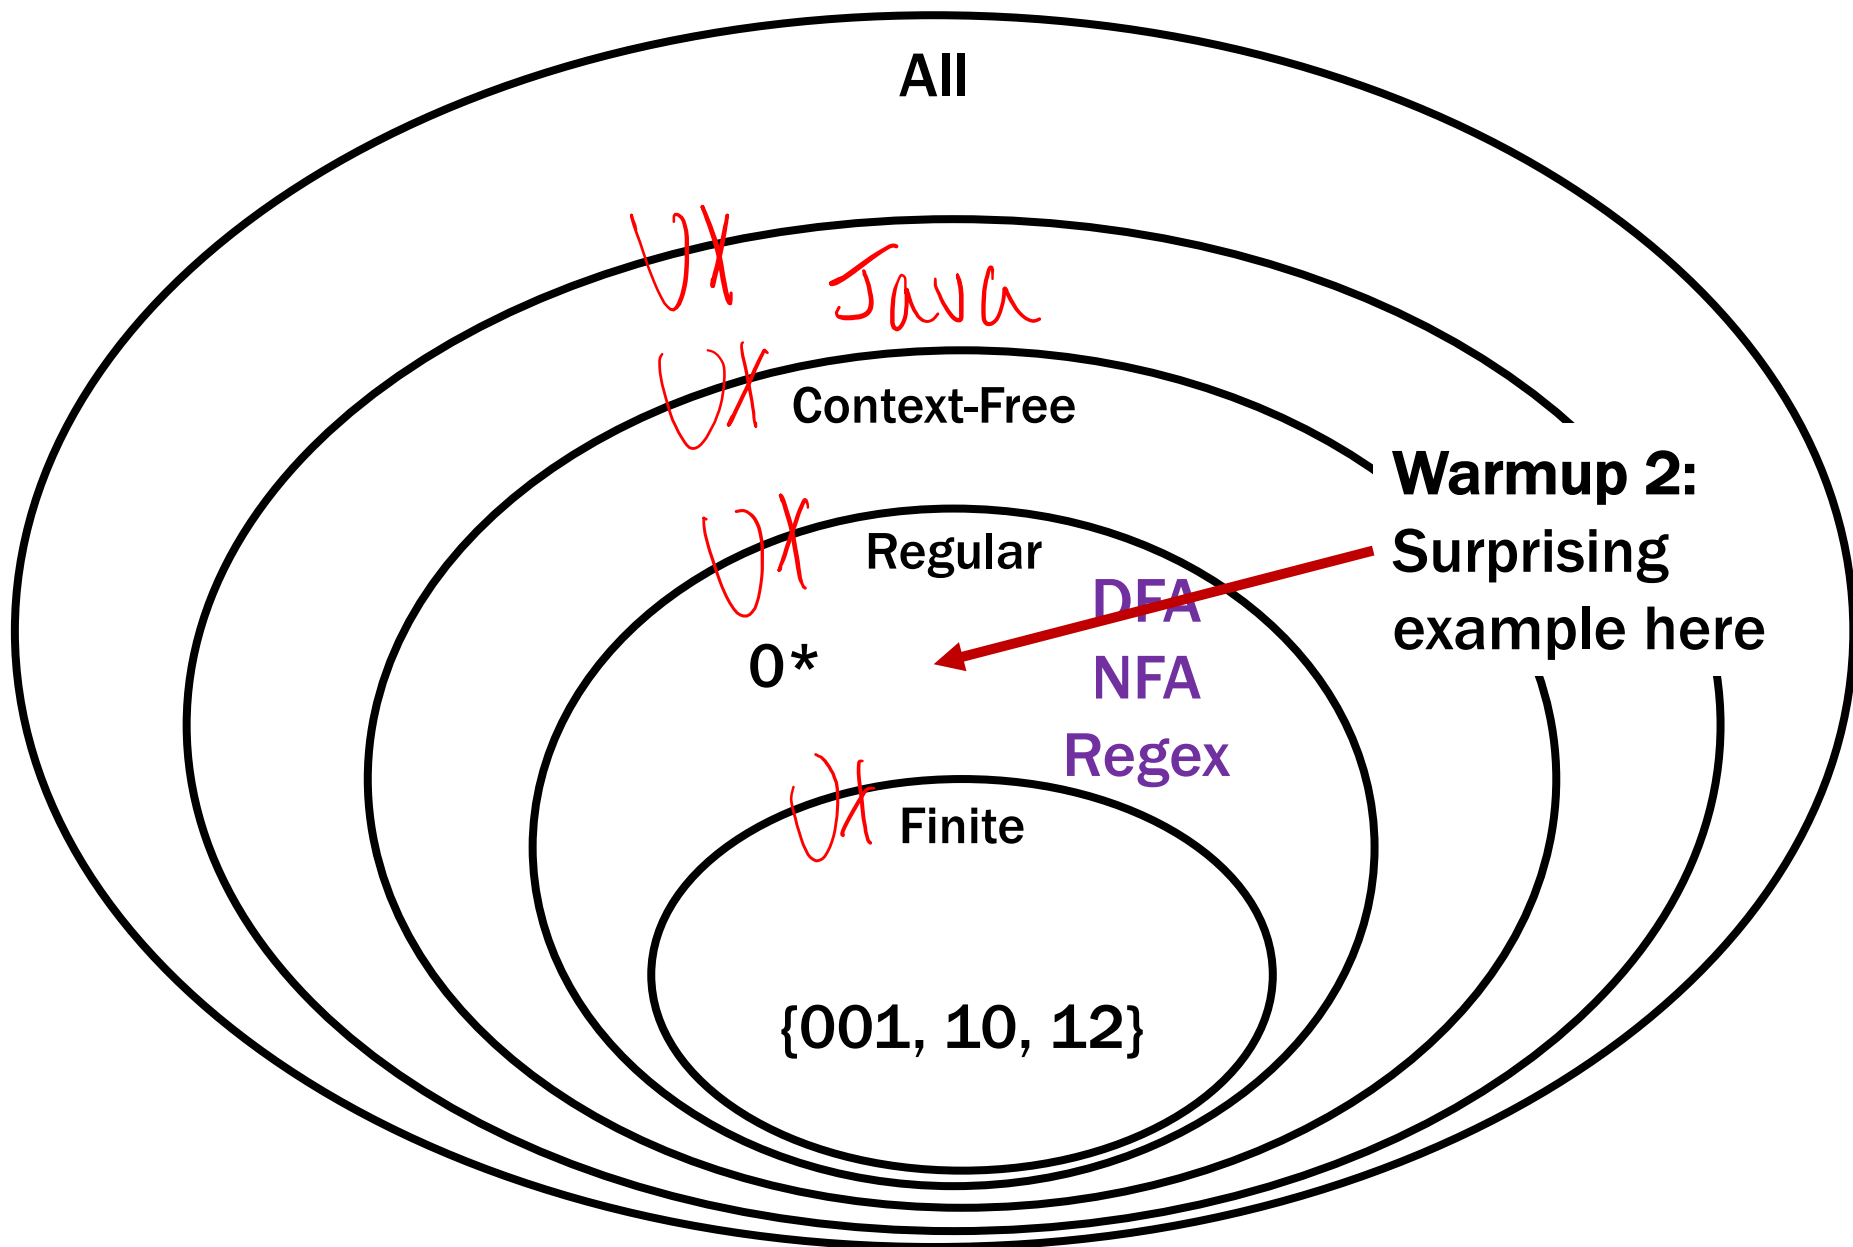 All
Java
Context-Free
Warmup 2:
Surprising
example here
Regular
DFA
NFA
Regex
0*
Finite
{001, 10, 12}